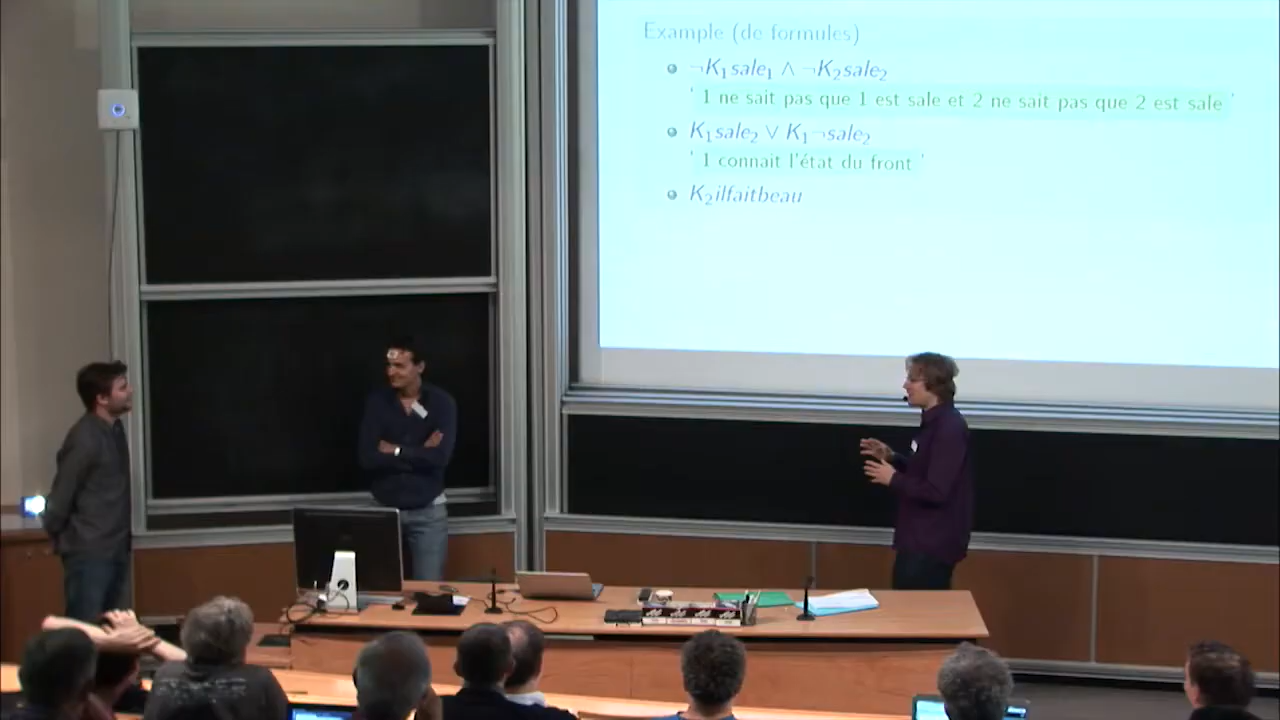 Example (de formules)
¬K₁sale₁ ∧ ¬K₂sale₂
' 1 ne sait pas que 1 est sale et 2 ne sait pas que 2 est sale '
K₁sale₂ ∨ K₁¬sale₂
' 1 connait l'état du front '
K₂ilfaitbeau